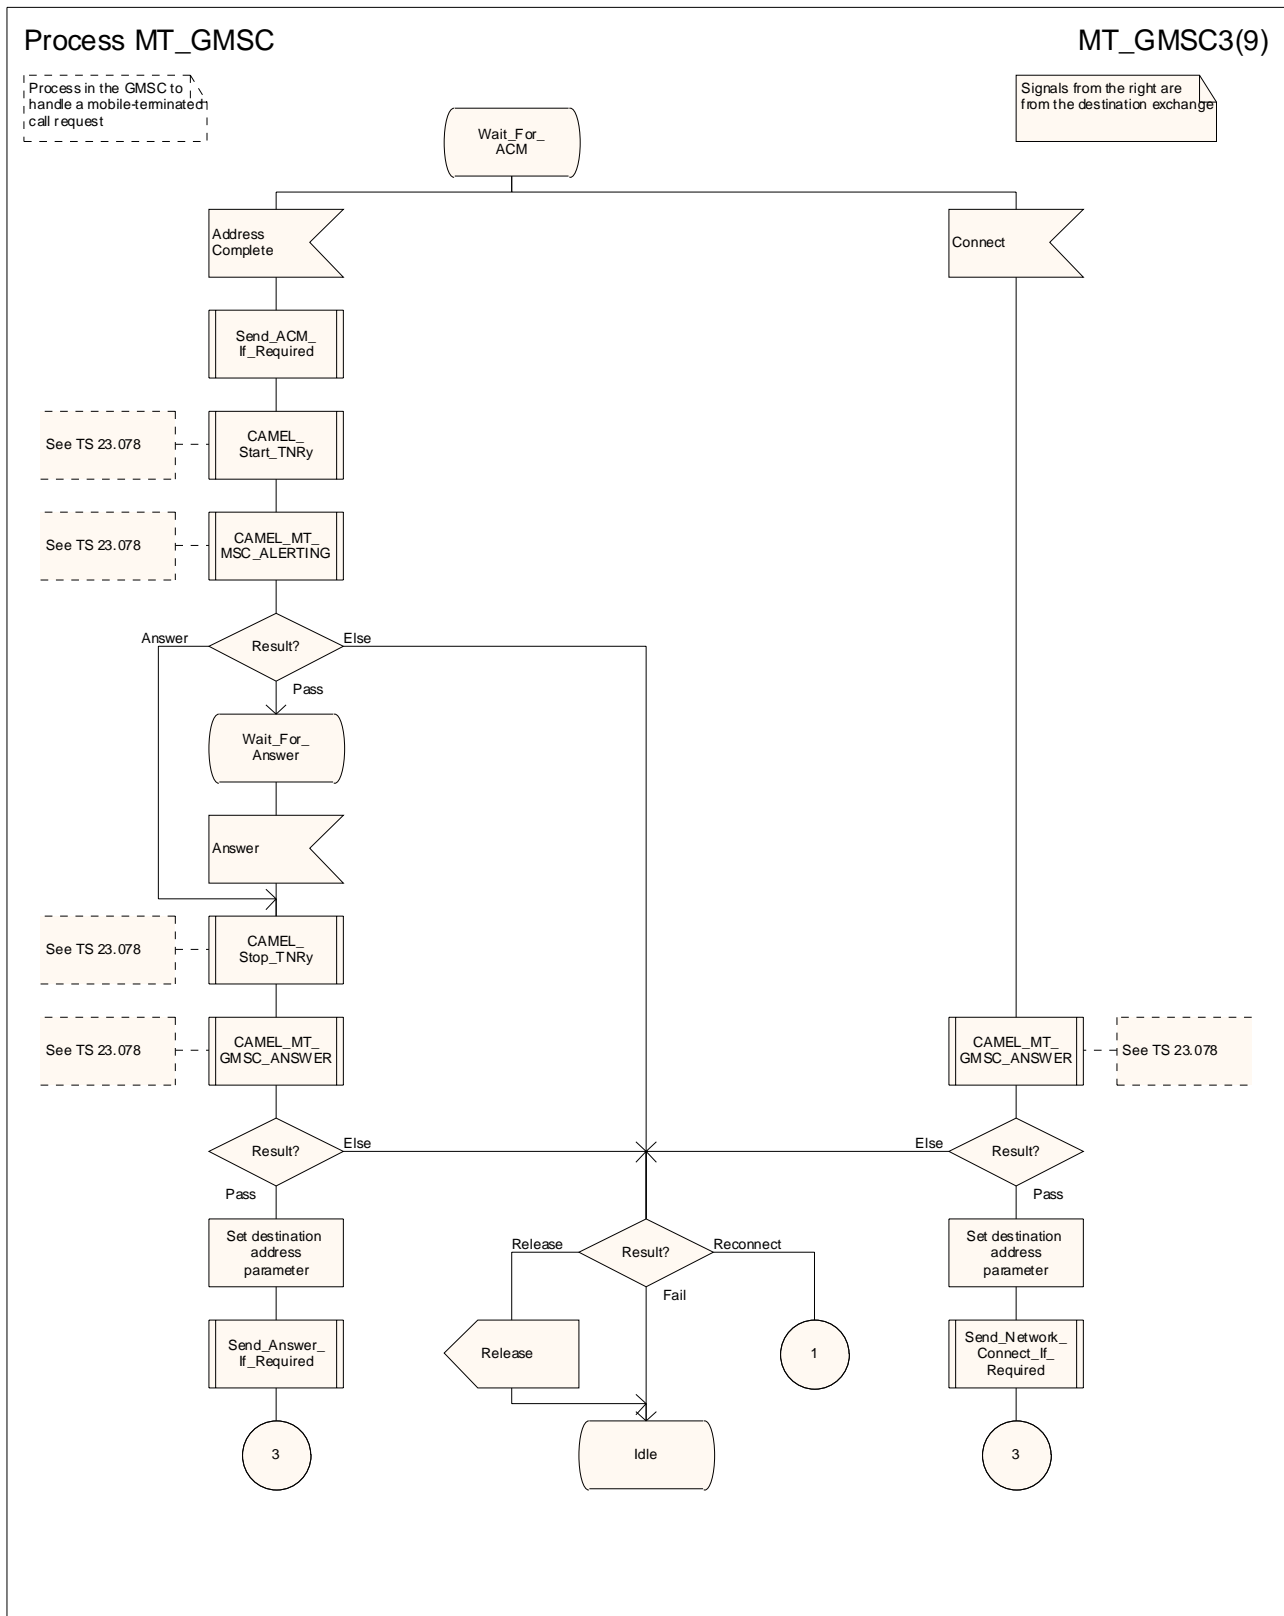 Process MT_GMSC
MT_GMSC3(9)
Process in the GMSC to
handle a mobile-terminated
call request
Signals from the right are
from the destination exchange
Wait_For_
ACM
Address
Complete
Connect
Send_ACM_
If_Required
See TS 23.078
CAMEL_
Start_TNRy
See TS 23.078
CAMEL_MT_
MSC_ALERTING
Answer
Result?
Else
Pass
Wait_For_
Answer
Answer
See TS 23.078
CAMEL_
Stop_TNRy
See TS 23.078
CAMEL_MT_
GMSC_ANSWER
CAMEL_MT_
GMSC_ANSWER
See TS 23.078
Result?
Else
Else
Result?
Pass
Pass
Set destination
address
parameter
Release
Result?
Reconnect
Fail
Set destination
address
parameter
Send_Answer_
If_Required
Release
1
Send_Network_
Connect_If_
Required
3
Idle
3